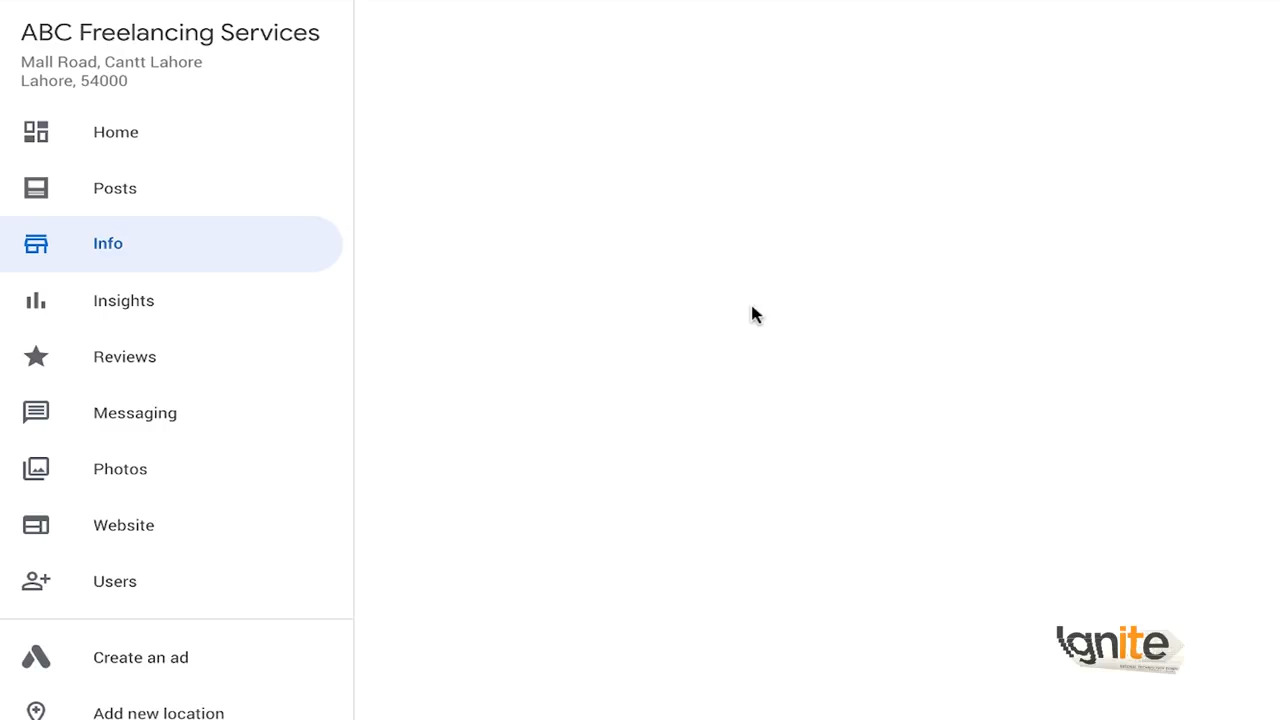 ABC Freelancing Services
Mall Road, Cantt Lahore
Lahore, 54000
Home
Posts
Info
Insights
Reviews
Messaging
Photos
Website
Users
Create an ad
Add new location
Ignite